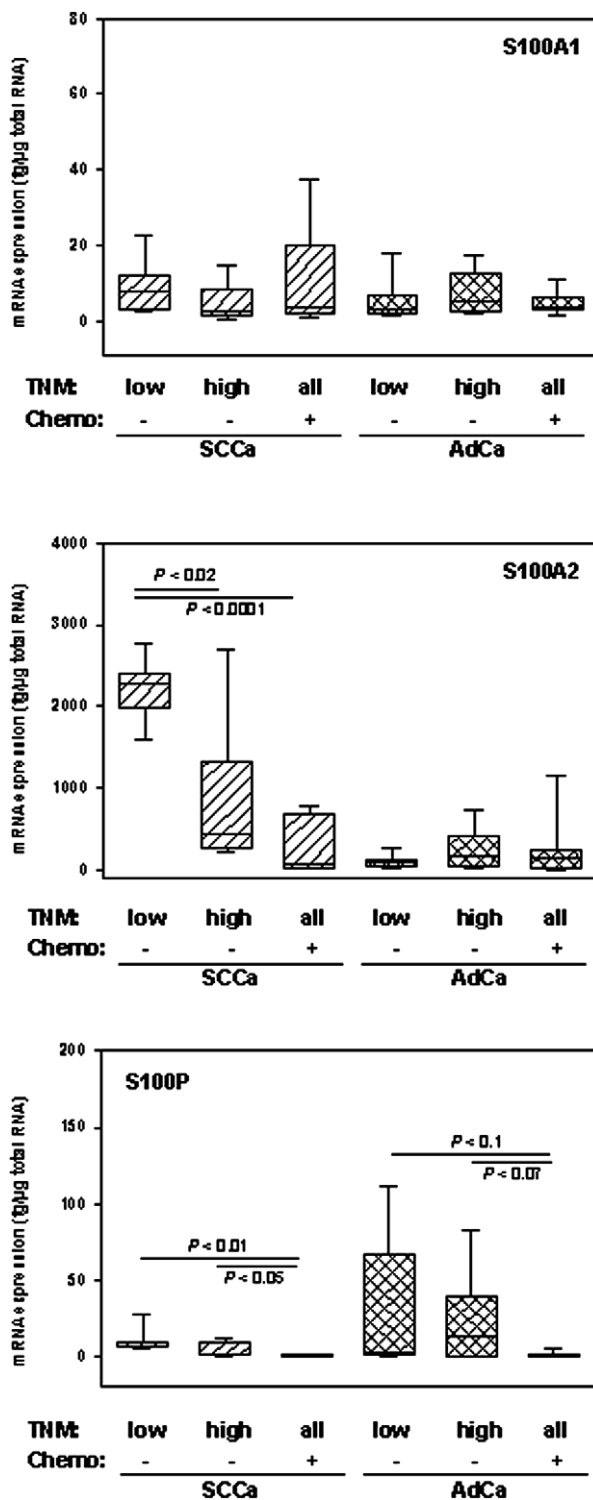 S100A1
mRNA expression (fg/µg total RNA)
80
60
40
20
0
TNM: low high all low high all
Chemo: - - + - - +
SCCa AdCa
S100A2
mRNA expression (fg/µg total RNA)
4000
3000
2000
1000
0
P < 0.02
P < 0.0001
TNM: low high all low high all
Chemo: - - + - - +
SCCa AdCa
S100P
mRNA expression (fg/µg total RNA)
200
150
100
50
0
P < 0.1
P < 0.07
P < 0.01
P < 0.05
TNM: low high all low high all
Chemo: - - + - - +
SCCa AdCa